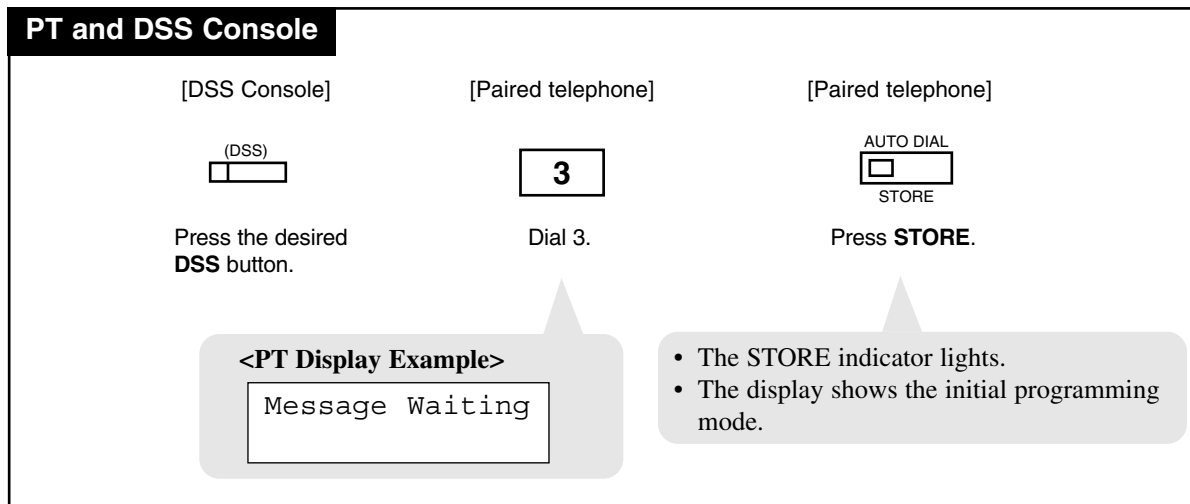 PT and DSS Console
[DSS Console]
[Paired telephone]
[Paired telephone]
(DSS)
3
AUTO DIAL
STORE
Press the desired
DSS button.
Dial 3.
Press STORE.
<PT Display Example>
Message Waiting
• The STORE indicator lights.
• The display shows the initial programming
mode.